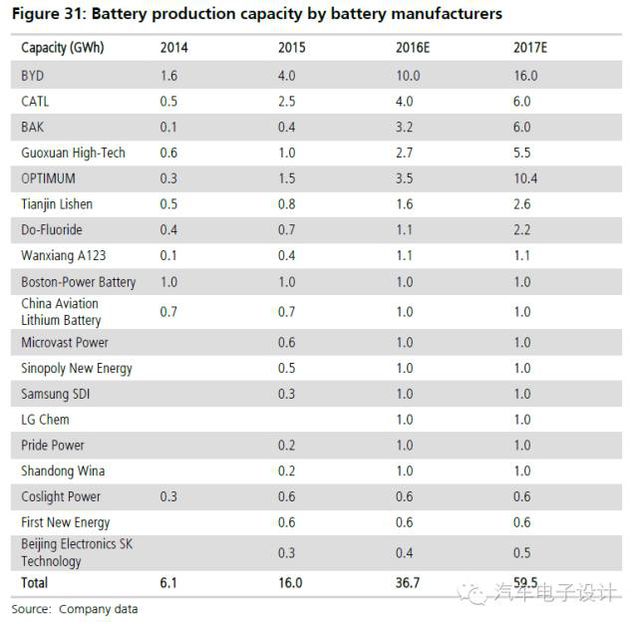 Figure 31: Battery production capacity by battery manufacturers
Capacity (GWh) 2014 2015 2016E 2017E
BYD 1.6 4.0 10.0 16.0
CATL 0.5 2.5 4.0 6.0
BAK 0.1 0.4 3.2 6.0
Guoxuan High-Tech 0.6 1.0 2.7 5.5
OPTIMUM 0.3 1.5 3.5 10.4
Tianjin Lishen 0.5 0.8 1.6 2.6
Do-Fluoride 0.4 0.7 1.1 2.2
Wanxiang A123 0.1 0.4 1.1 1.1
Boston-Power Battery 1.0 1.0 1.0 1.0
China Aviation
Lithium Battery 0.7 0.7 1.0 1.0
Microvast Power 0.6 1.0 1.0
Sinopoly New Energy 0.5 1.0 1.0
Samsung SDI 0.3 1.0 1.0
LG Chem 1.0 1.0
Pride Power 0.2 1.0 1.0
Shandong Wina 0.2 1.0 1.0
Coslight Power 0.3 0.6 0.6 0.6
First New Energy 0.6 0.6 0.6
Beijing Electronics SK
Technology 0.3 0.4 0.5
Total 6.1 16.0 36.7 59.5
汽车电子设计
Source: Company data